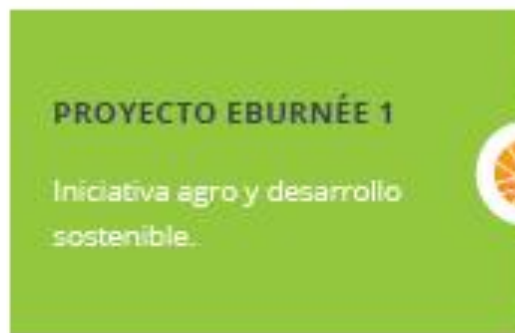 PROYECTO EBURNÉE 1
Iniciativa agro y desarrollo
sostenible.